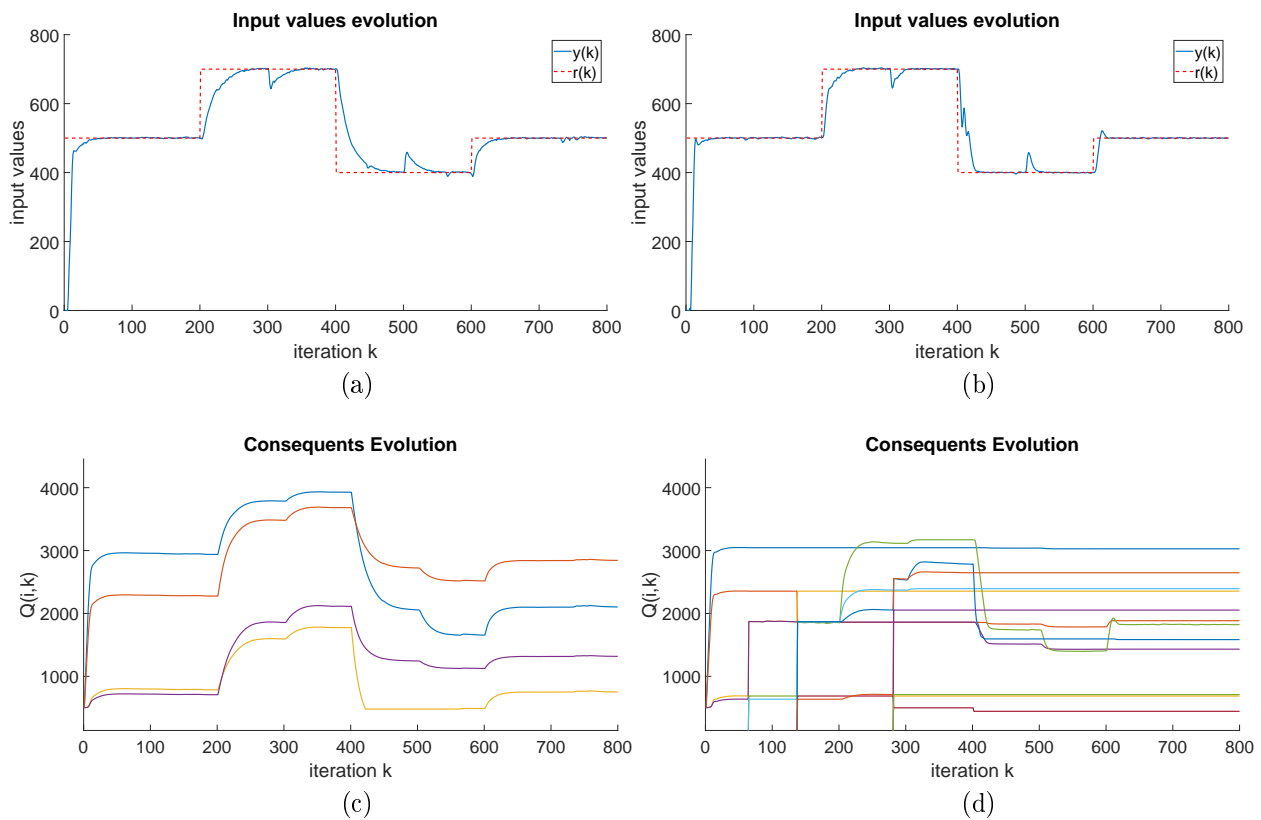 Input values evolution
800
600
400
200
0
input values
0 100 200 300 400 500 600 700 800
iteration k
y(k)
r(k)
(a)
Input values evolution
800
600
400
200
0
input values
0 100 200 300 400 500 600 700 800
iteration k
y(k)
r(k)
(b)
Consequents Evolution
4000
3000
2000
1000
Q(i,k)
0 100 200 300 400 500 600 700 800
iteration k
(c)
Consequents Evolution
4000
3000
2000
1000
Q(i,k)
0 100 200 300 400 500 600 700 800
iteration k
(d)